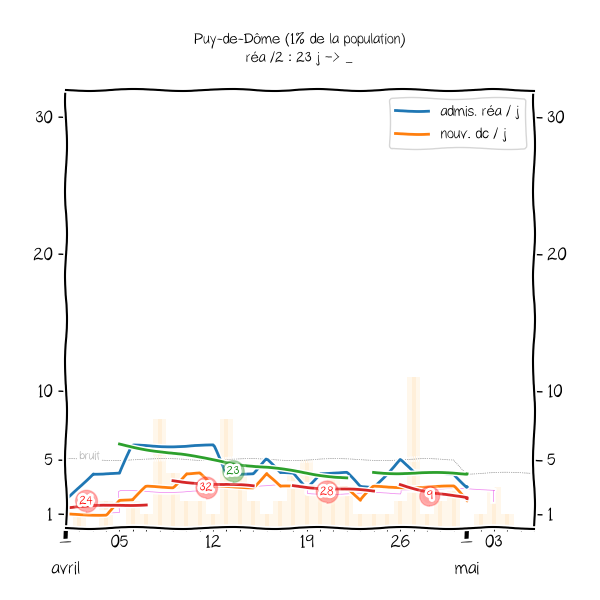 Puy-de-Dôme (1% de la population)
réa /2 : 23 j -> _
admis. réa / j
nouv. dc / j
30
30
20
20
10
10
5
bruit
5
1
1
24
32
23
28
9
05
12
19
26
03
avril
mai